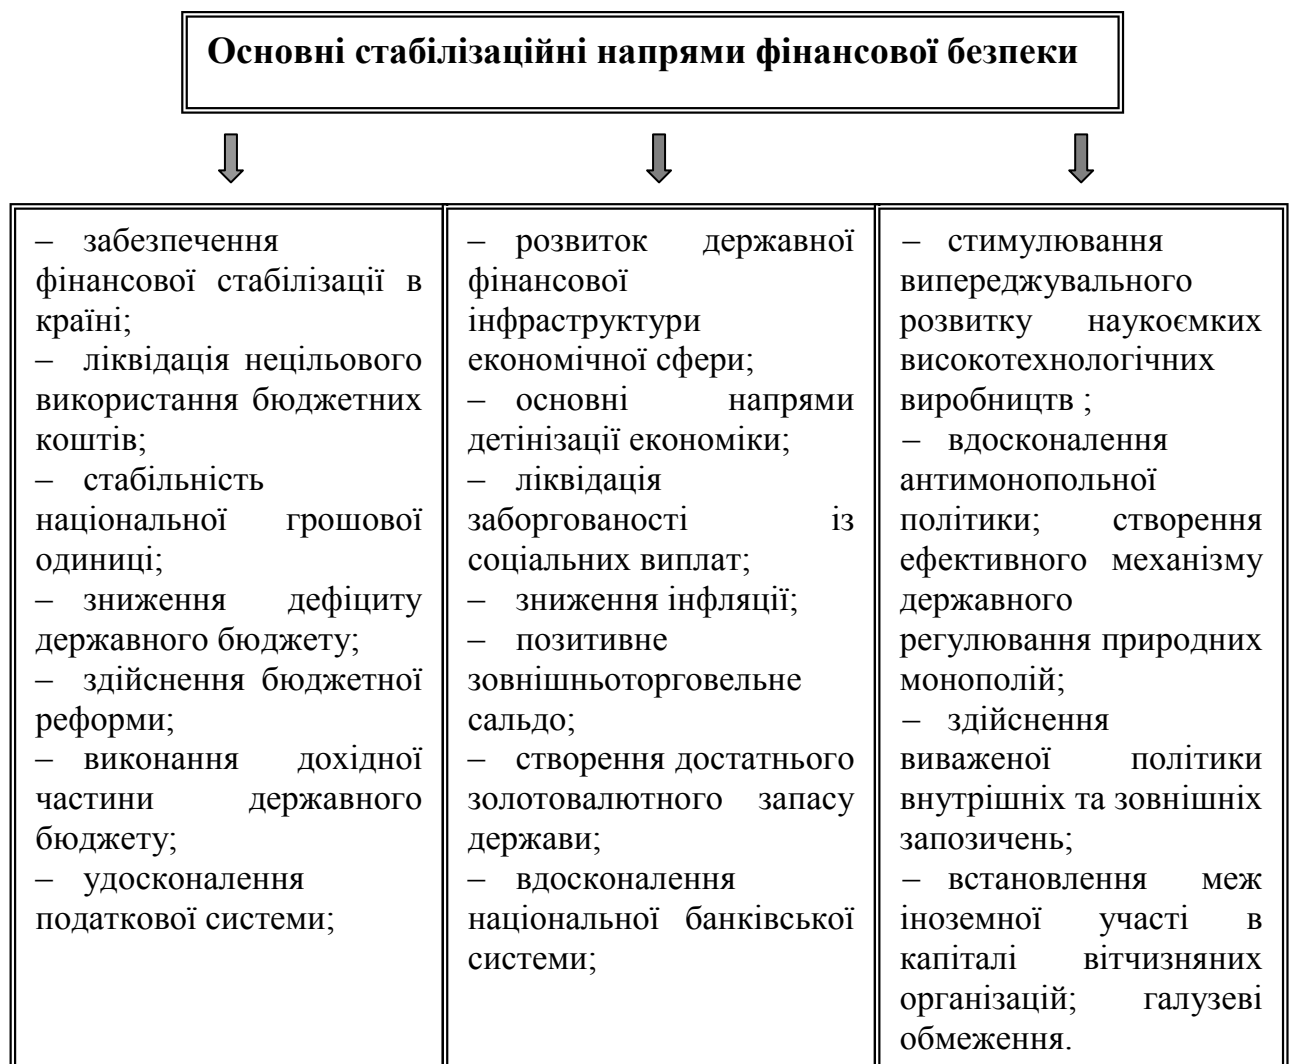 Основні стабілізаційні напрями фінансової безпеки
– забезпечення
фінансової стабілізації в
країні;
– ліквідація нецільового
використання бюджетних
коштів;
– стабільність
національної грошової
одиниці;
– зниження дефіциту
державного бюджету;
– здійснення бюджетної
реформи;
– виконання дохідної
частини державного
бюджету;
– удосконалення
податкової системи;
– розвиток державної
фінансової
інфраструктури
економічної сфери;
– основні напрями
детінізації економіки;
– ліквідація
заборгованості із
соціальних виплат;
– зниження інфляції;
– позитивне
зовнішньоторговельне
сальдо;
– створення достатнього
золотовалютного запасу
держави;
– вдосконалення
національної банківської
системи;
– стимулювання
випереджувального
розвитку наукоємких
високотехнологічних
виробництв ;
– вдосконалення
антимонопольної
політики; створення
ефективного механізму
державного
регулювання природних
монополій;
– здійснення
виваженої політики
внутрішніх та зовнішніх
запозичень;
– встановлення меж
іноземної участі в
капіталі вітчизняних
організацій; галузеві
обмеження.